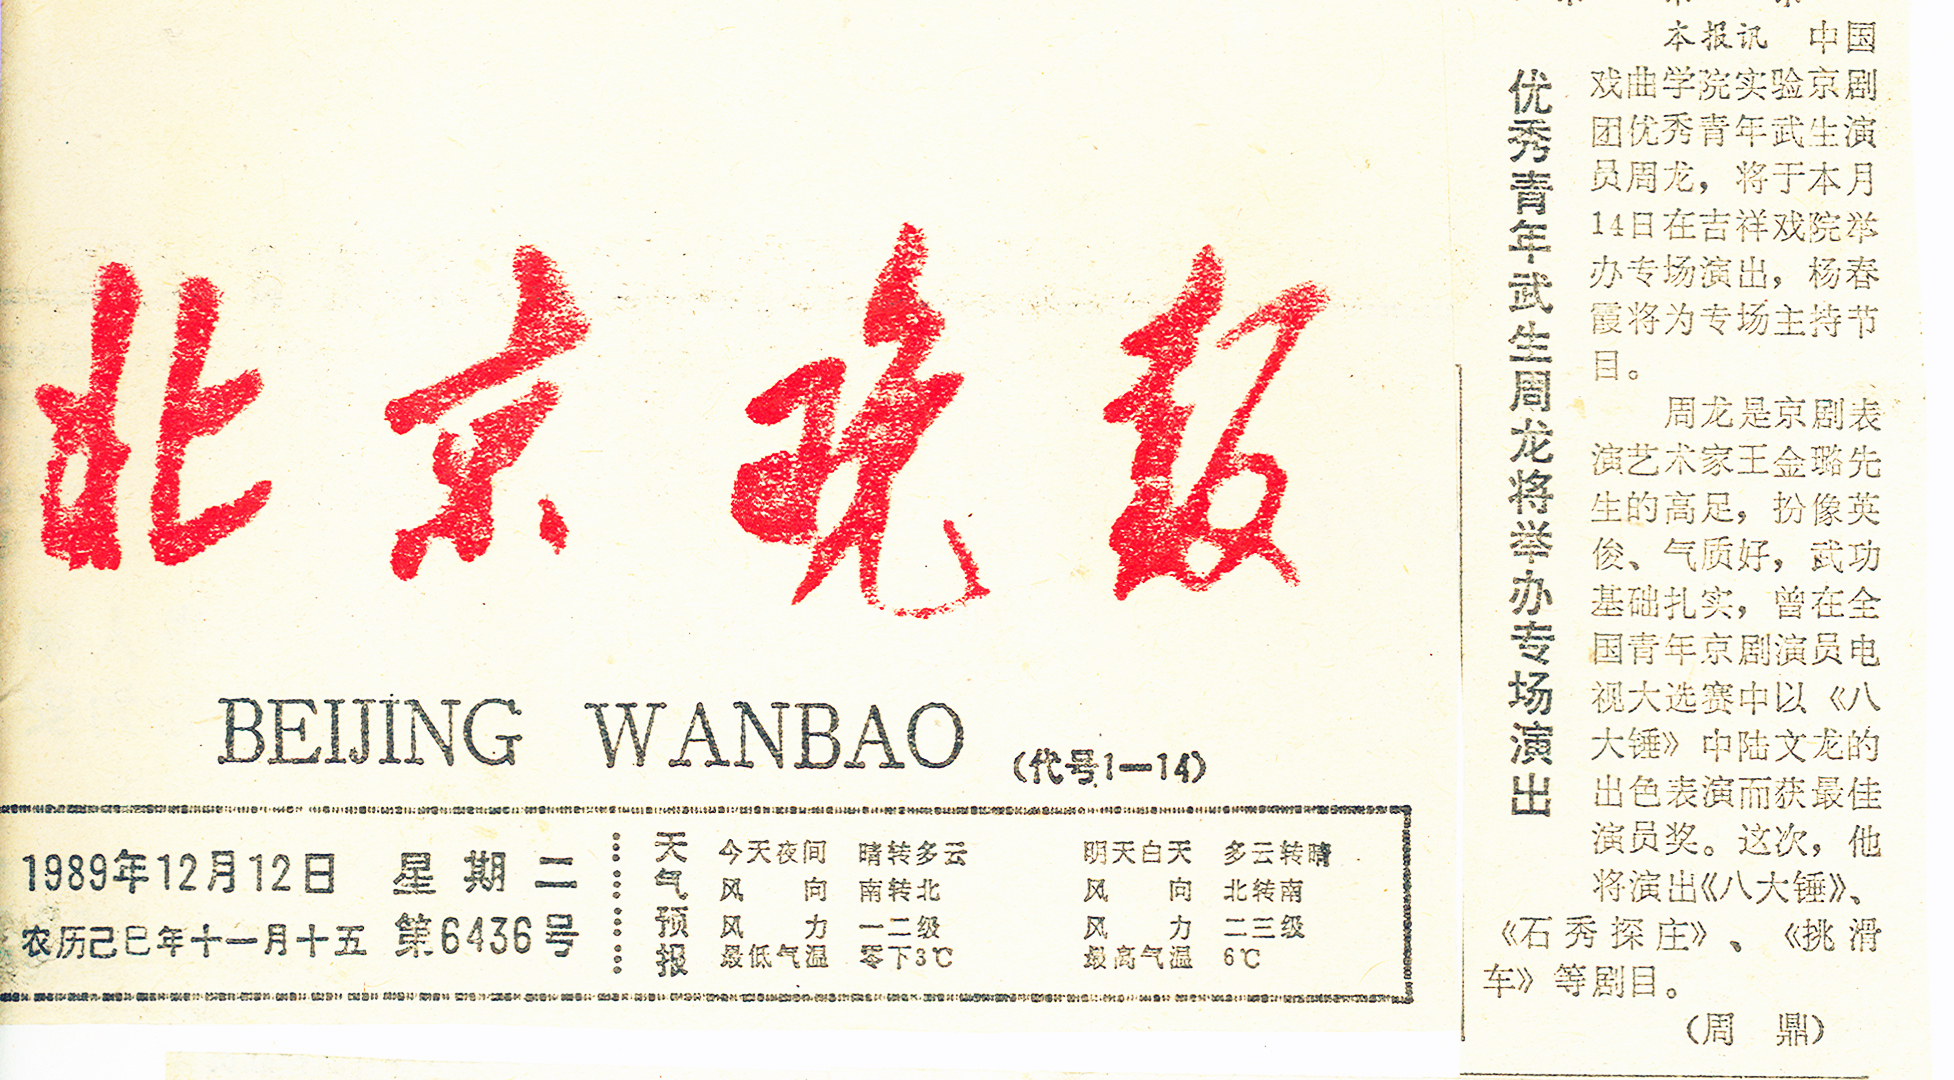 北京晚报
BEIJING WANBAO
(代号1—14)
1989年12月12日 星期二
农历己巳年十一月十五 第6436号
天气预报
今天夜间 晴转多云
风向 南转北
风力 一二级
最低气温 零下3℃
明天白天 多云转晴
风向 北转南
风力 二三级
最高气温 6℃
优秀青年武生周龙将举办专场演出
本报讯 中国
戏曲学院实验京剧
团优秀青年武生演
员周龙，将于本月
14日在吉祥戏院举
办专场演出，杨春
霞将为专场主持节
目。
周龙是京剧表
演艺术家王金璐先
生的高足，扮像英
俊、气质好，武功
基础扎实，曾在全
国青年京剧演员电
视大选赛中以《八
大锤》中陆文龙的
出色表演而获最佳
演员奖。这次，他
将演出《八大锤》、
《石秀探庄》、《挑滑
车》等剧目。
(周 鼎)